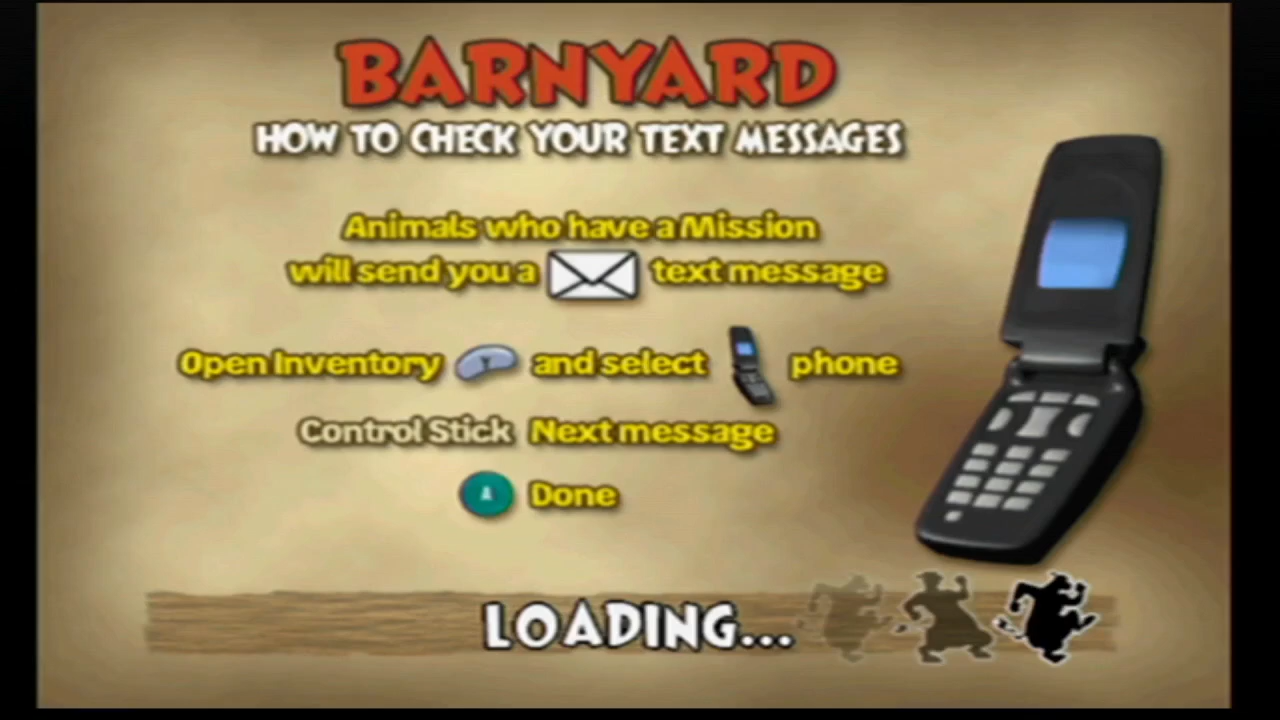 BARNYARD
HOW TO CHECK YOUR TEXT MESSAGES
Animals who have a Mission
will send you a text message
Open Inventory Y and select phone
Control Stick Next message
A Done
LOADING...